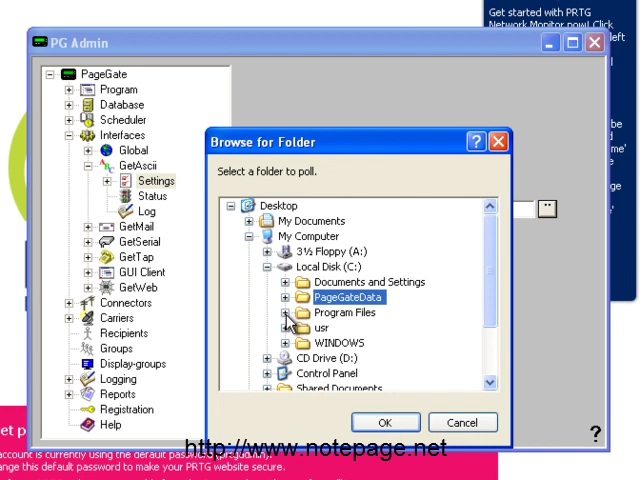 Get started with PRTG
Network Monitor now! Click
left
PG Admin
PageGate
Program
Database
Scheduler
Interfaces
Global
GetAscii
Settings
Status
Log
GetMail
GetSerial
GetTap
GUI Client
GetWeb
Connectors
Carriers
Recipients
Groups
Display-groups
Logging
Reports
Registration
Help
Browse for Folder
Select a folder to poll.
Desktop
My Documents
My Computer
3½ Floppy (A:)
Local Disk (C:)
Documents and Settings
PageGateData
Program Files
usr
WINDOWS
CD Drive (D:)
Control Panel
Shared Documents
OK
Cancel
be
me'
http://www.notepage.net
account is currently using the default password (prtgadmin).
ange this default password to make your PRTG website secure.